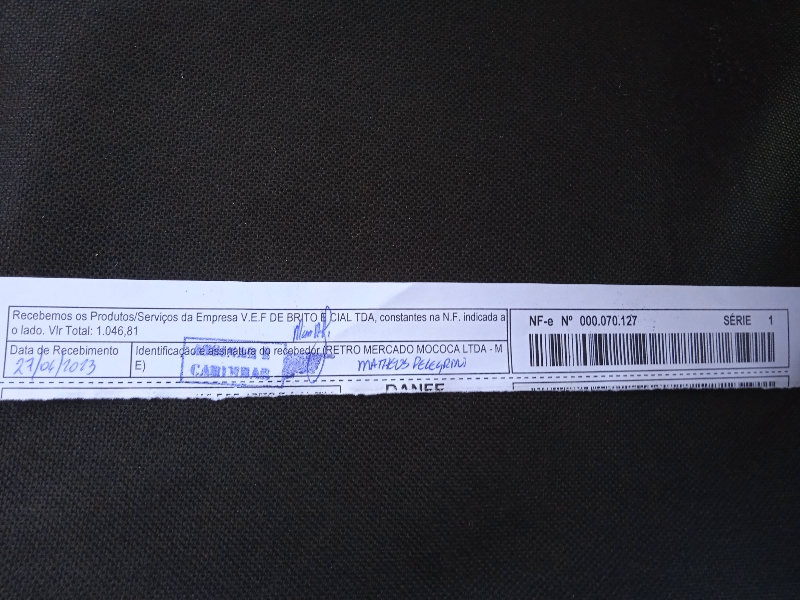 Recebemos os Produtos/Serviços da Empresa V.E.F DE BRITO E CIAL TDA, constantes na N.F. indicada a
o lado. Vlr Total: 1.046,81
Data de Recebimento
27/06/2023
Identificação e assinatura do recebedor (RETRO MERCADO MOCOCA LTDA - M
E)
CARIMBAR
MATHEUS PELEGRINI
NF-e Nº 000.070.127 SÉRIE 1
DANFE